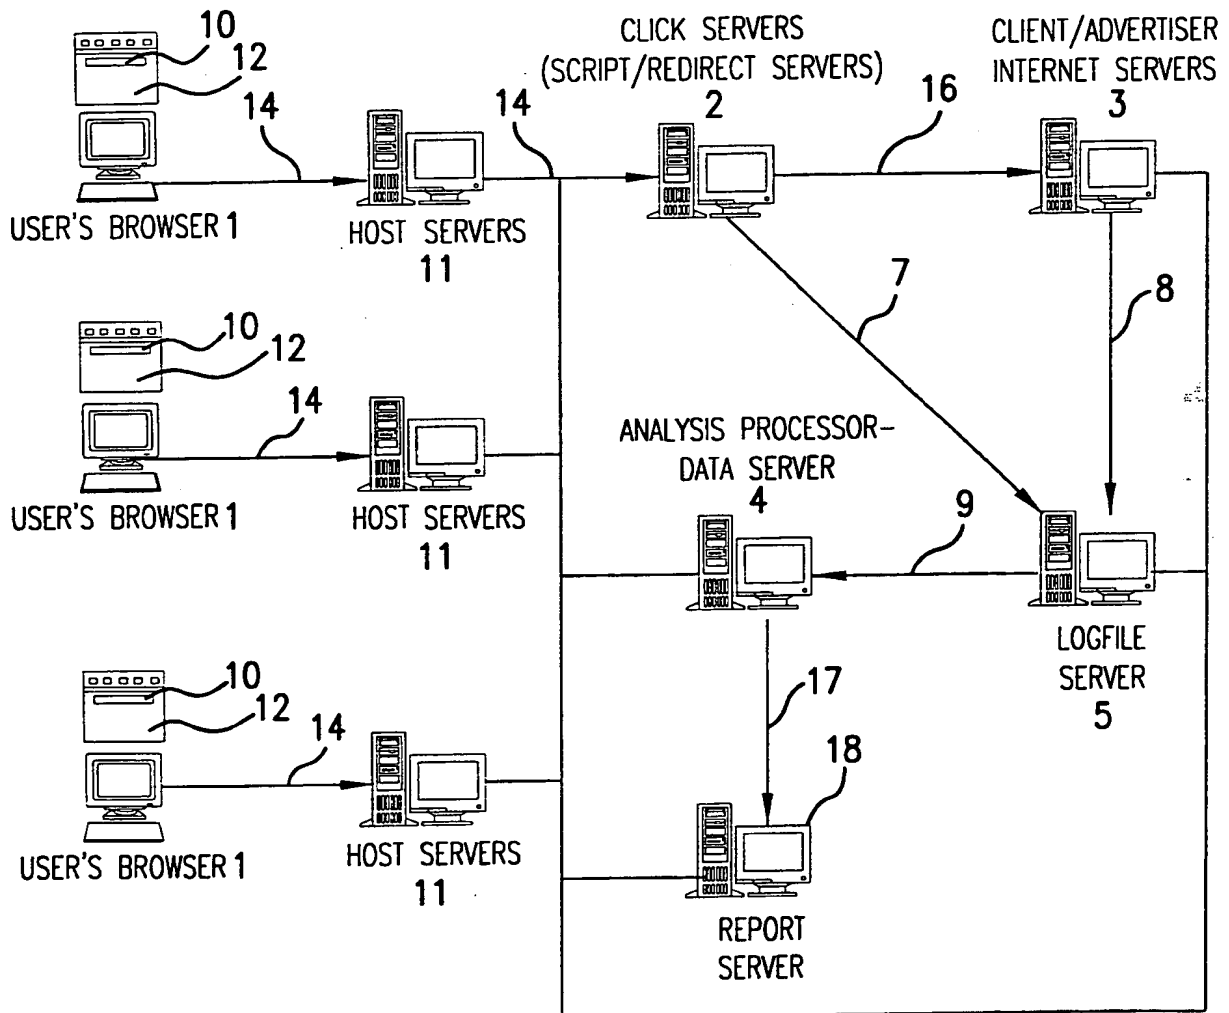 10
12
14
USER'S BROWSER 1
HOST SERVERS
11
14
CLICK SERVERS
(SCRIPT/REDIRECT SERVERS)
2
16
CLIENT/ADVERTISER
INTERNET SERVERS
3
7
8
10
12
14
USER'S BROWSER 1
HOST SERVERS
11
ANALYSIS PROCESSOR-
DATA SERVER
4
9
LOGFILE
SERVER
5
17
10
12
14
USER'S BROWSER 1
HOST SERVERS
11
18
REPORT
SERVER